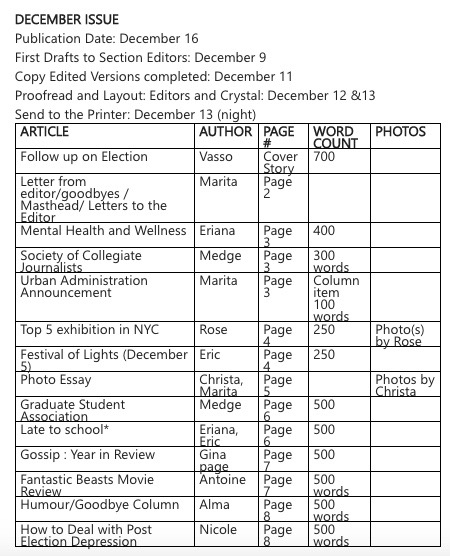 DECEMBER ISSUE
Publication Date: December 16
First Drafts to Section Editors: December 9
Copy Edited Versions completed: December 11
Proofread and Layout: Editors and Crystal: December 12 &13
Send to the Printer: December 13 (night)
ARTICLE AUTHOR PAGE # WORD COUNT PHOTOS
Follow up on Election Vasso Cover Story 700
Letter from editor/goodbyes / Masthead/ Letters to the Editor Marita Page 2
Mental Health and Wellness Eriana Page 3 400
Society of Collegiate Journalists Medge Page 3 300 words
Urban Administration Announcement Marita Page 3 Column item 100 words
Top 5 exhibition in NYC Rose Page 4 250 Photo(s) by Rose
Festival of Lights (December 5) Eric Page 4 250
Photo Essay Christa, Marita Page 5 Photos by Christa
Graduate Student Association Medge Page 6 500
Late to school* Eriana, Eric Page 6 500
Gossip : Year in Review Gina page Page 7 500
Fantastic Beasts Movie Review Antoine Page 7 500 words
Humour/Goodbye Column Alma Page 8 500 words
How to Deal with Post Election Depression Nicole Page 8 500 words